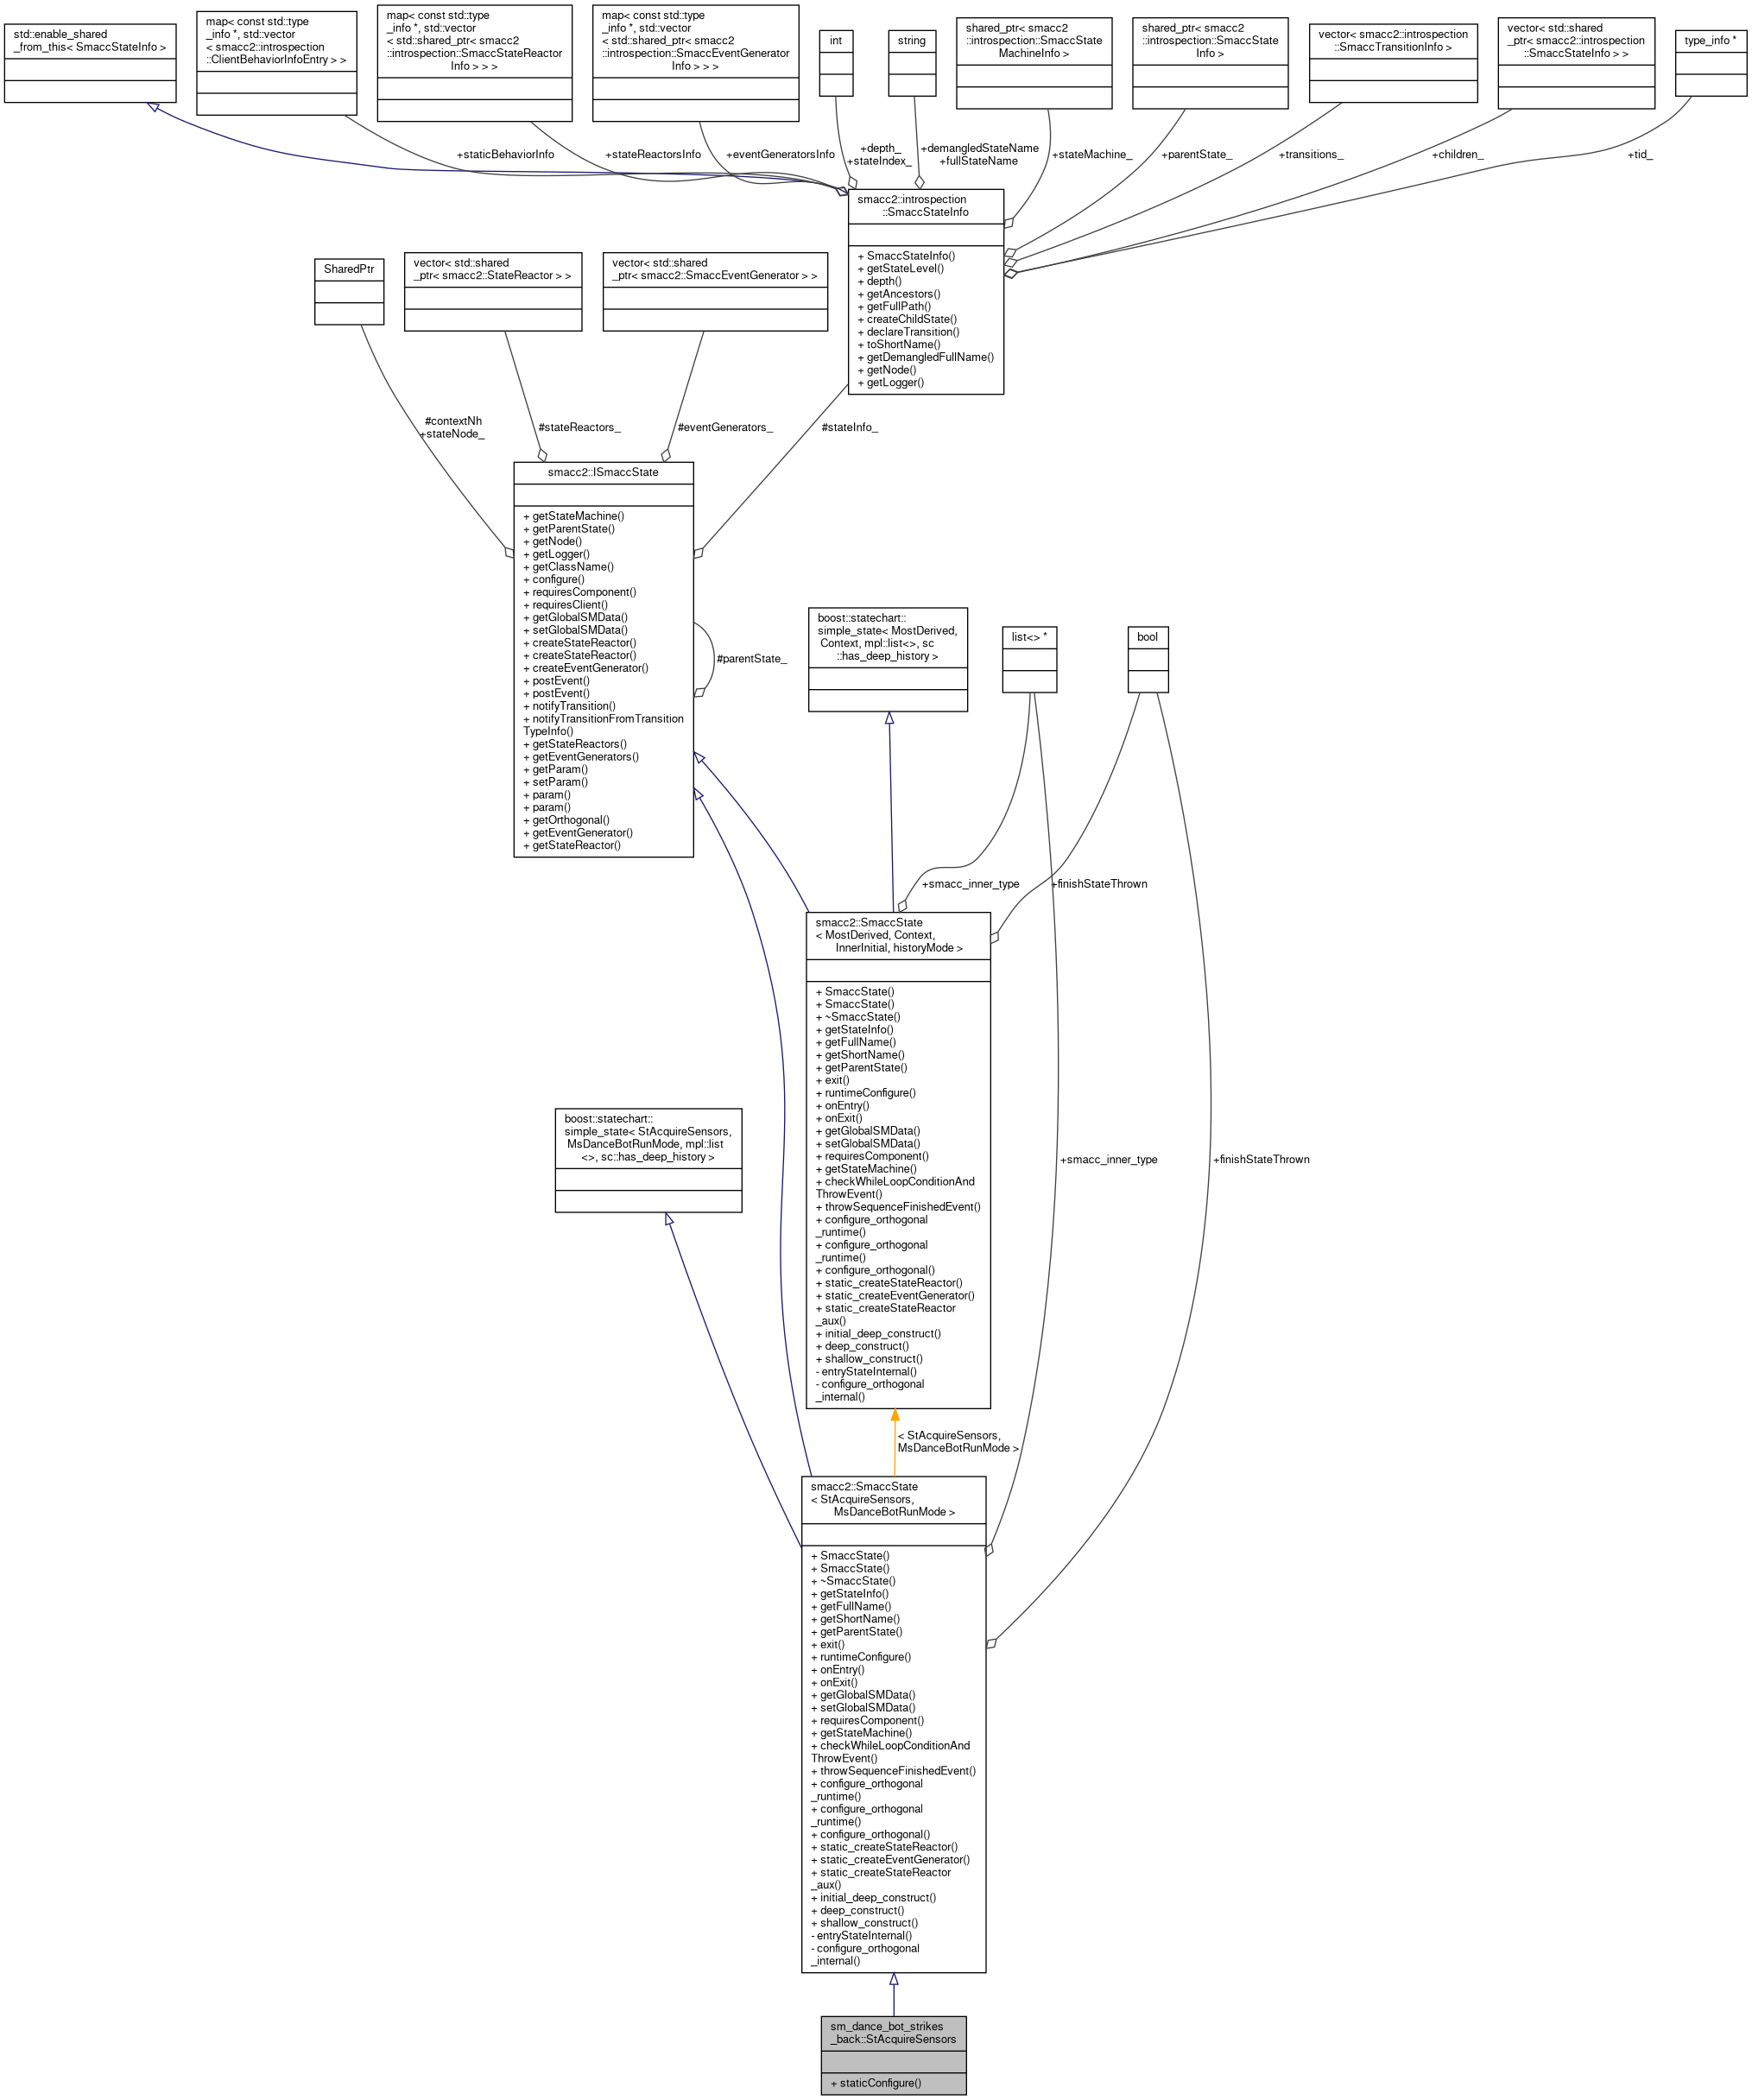 std::enable_shared
_from_this< SmaccStateInfo >
map< const std::type
_info *, std::vector
< smacc2::introspection
::ClientBehaviorInfoEntry > >
map< const std::type
_info *, std::vector
< std::shared_ptr< smacc2
::introspection::SmaccStateReactor
Info > > >
map< const std::type
_info *, std::vector
< std::shared_ptr< smacc2
::introspection::SmaccEventGenerator
Info > > >
int
string
shared_ptr< smacc2
::introspection::SmaccState
MachineInfo >
shared_ptr< smacc2
::introspection::SmaccState
Info >
vector< smacc2::introspection
::SmaccTransitionInfo >
vector< std::shared
_ptr< smacc2::introspection
::SmaccStateInfo > >
type_info *
+staticBehaviorInfo
+stateReactorsInfo
+eventGeneratorsInfo
+depth_
+stateIndex_
+demangledStateName
+fullStateName
+stateMachine_
+parentState_
+transitions_
+children_
+tid_
smacc2::introspection
::SmaccStateInfo
+ SmaccStateInfo()
+ getStateLevel()
+ depth()
+ getAncestors()
+ getFullPath()
+ createChildState()
+ declareTransition()
+ toShortName()
+ getDemangledFullName()
+ getNode()
+ getLogger()
SharedPtr
vector< std::shared
_ptr< smacc2::StateReactor > >
vector< std::shared
_ptr< smacc2::SmaccEventGenerator > >
#contextNh
+stateNode_
#stateReactors_
#eventGenerators_
#stateInfo_
smacc2::ISmaccState
+ getStateMachine()
+ getParentState()
+ getNode()
+ getLogger()
+ getClassName()
+ configure()
+ requiresComponent()
+ requiresClient()
+ getGlobalSMData()
+ setGlobalSMData()
+ createStateReactor()
+ createStateReactor()
+ createEventGenerator()
+ postEvent()
+ postEvent()
+ notifyTransition()
+ notifyTransitionFromTransition
TypeInfo()
+ getStateReactors()
+ getEventGenerators()
+ getParam()
+ setParam()
+ param()
+ param()
+ getOrthogonal()
+ getEventGenerator()
+ getStateReactor()
#parentState_
boost::statechart::
simple_state< MostDerived,
Context, mpl::list<>, sc
::has_deep_history >
list<> *
bool
+smacc_inner_type
+finishStateThrown
smacc2::SmaccState
< MostDerived, Context,
InnerInitial, historyMode >
+ SmaccState()
+ SmaccState()
+ ~SmaccState()
+ getStateInfo()
+ getFullName()
+ getShortName()
+ getParentState()
+ exit()
+ runtimeConfigure()
+ onEntry()
+ onExit()
+ getGlobalSMData()
+ setGlobalSMData()
+ requiresComponent()
+ getStateMachine()
+ checkWhileLoopConditionAnd
ThrowEvent()
+ throwSequenceFinishedEvent()
+ configure_orthogonal
_runtime()
+ configure_orthogonal
_runtime()
+ configure_orthogonal()
+ static_createStateReactor()
+ static_createEventGenerator()
+ static_createStateReactor
_aux()
+ initial_deep_construct()
+ deep_construct()
+ shallow_construct()
- entryStateInternal()
- configure_orthogonal
_internal()
boost::statechart::
simple_state< StAcquireSensors,
MsDanceBotRunMode, mpl::list
<>, sc::has_deep_history >
+smacc_inner_type
+finishStateThrown
< StAcquireSensors,
MsDanceBotRunMode >
smacc2::SmaccState
< StAcquireSensors,
MsDanceBotRunMode >
+ SmaccState()
+ SmaccState()
+ ~SmaccState()
+ getStateInfo()
+ getFullName()
+ getShortName()
+ getParentState()
+ exit()
+ runtimeConfigure()
+ onEntry()
+ onExit()
+ getGlobalSMData()
+ setGlobalSMData()
+ requiresComponent()
+ getStateMachine()
+ checkWhileLoopConditionAnd
ThrowEvent()
+ throwSequenceFinishedEvent()
+ configure_orthogonal
_runtime()
+ configure_orthogonal
_runtime()
+ configure_orthogonal()
+ static_createStateReactor()
+ static_createEventGenerator()
+ static_createStateReactor
_aux()
+ initial_deep_construct()
+ deep_construct()
+ shallow_construct()
- entryStateInternal()
- configure_orthogonal
_internal()
sm_dance_bot_strikes
_back::StAcquireSensors
+ staticConfigure()